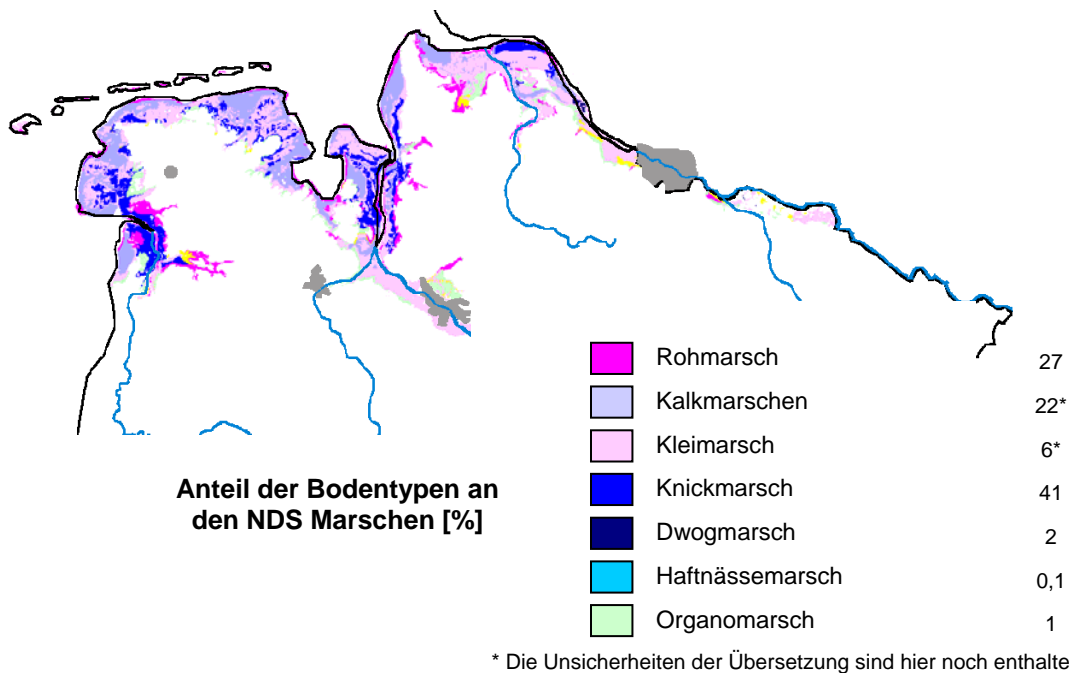 Rohmarsch 27
Kalkmarschen 22*
Kleimarsch 6*
Anteil der Bodentypen an
den NDS Marschen [%]
Knickmarsch 41
Dwogmarsch 2
Haftnässemarsch 0,1
Organomarsch 1
* Die Unsicherheiten der Übersetzung sind hier noch enthalte